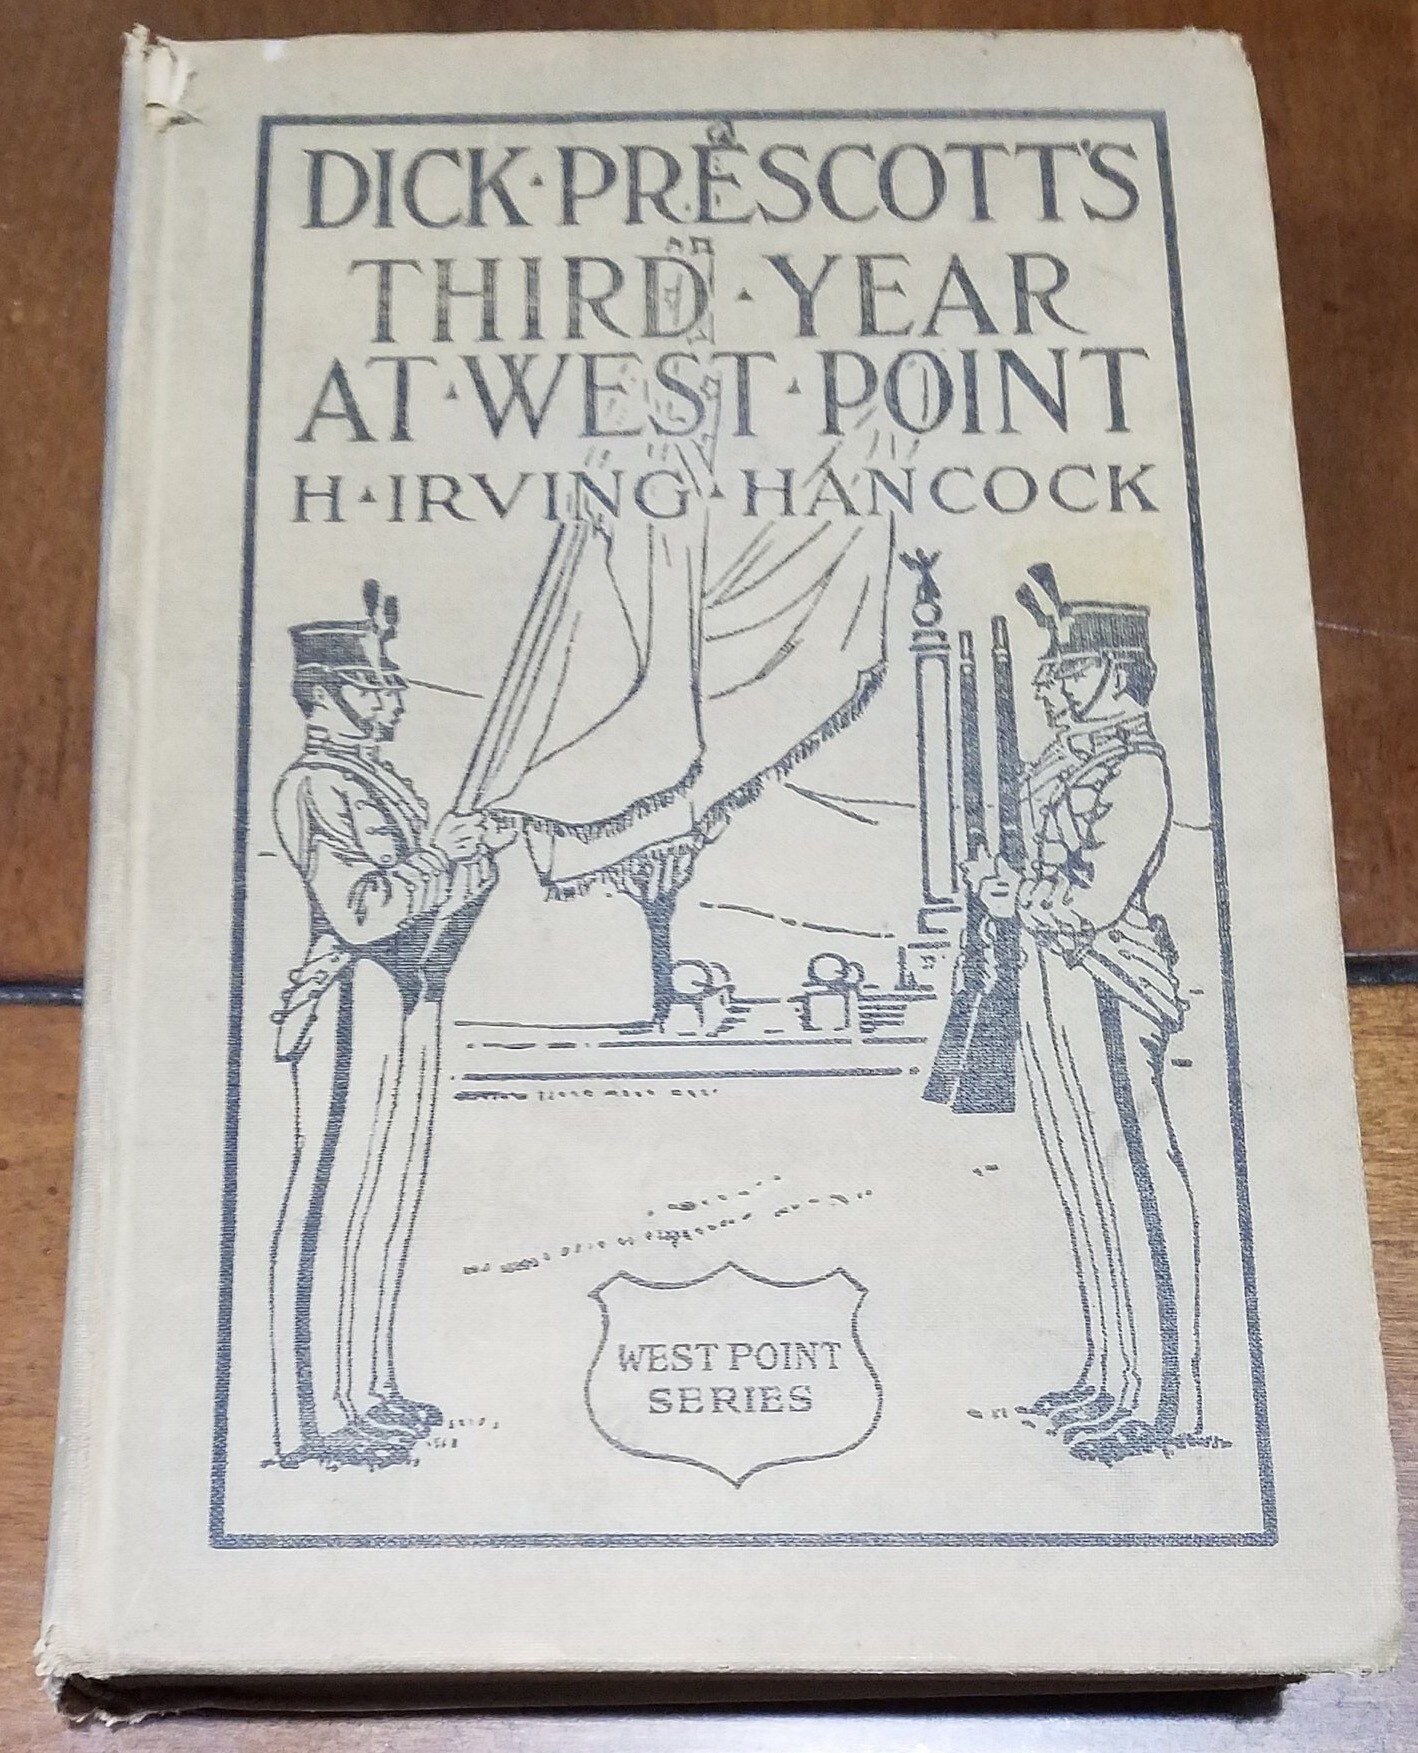 DICK·PRESCOTT'S
THIRD·YEAR
AT·WEST·POINT
H·IRVING·HANCOCK
WEST POINT
SERIES